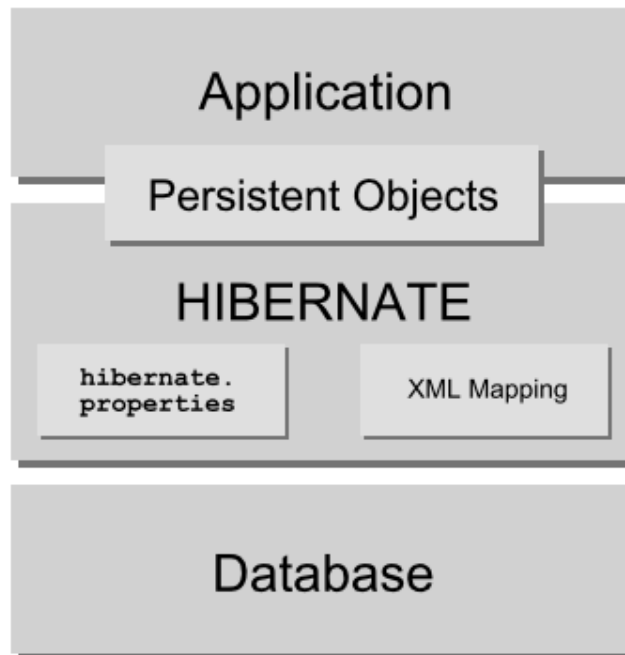 Application
Persistent Objects
HIBERNATE
hibernate.
properties
XML Mapping
Database